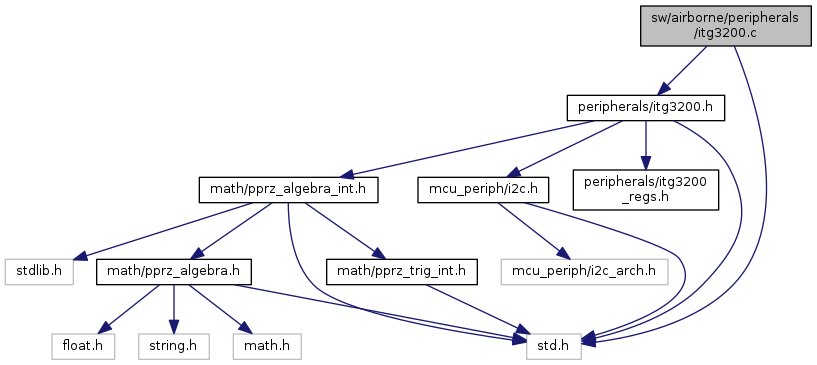 sw/airborne/peripherals
/itg3200.c
peripherals/itg3200.h
math/pprz_algebra_int.h
mcu_periph/i2c.h
peripherals/itg3200
_regs.h
stdlib.h
math/pprz_algebra.h
math/pprz_trig_int.h
mcu_periph/i2c_arch.h
float.h
string.h
math.h
std.h